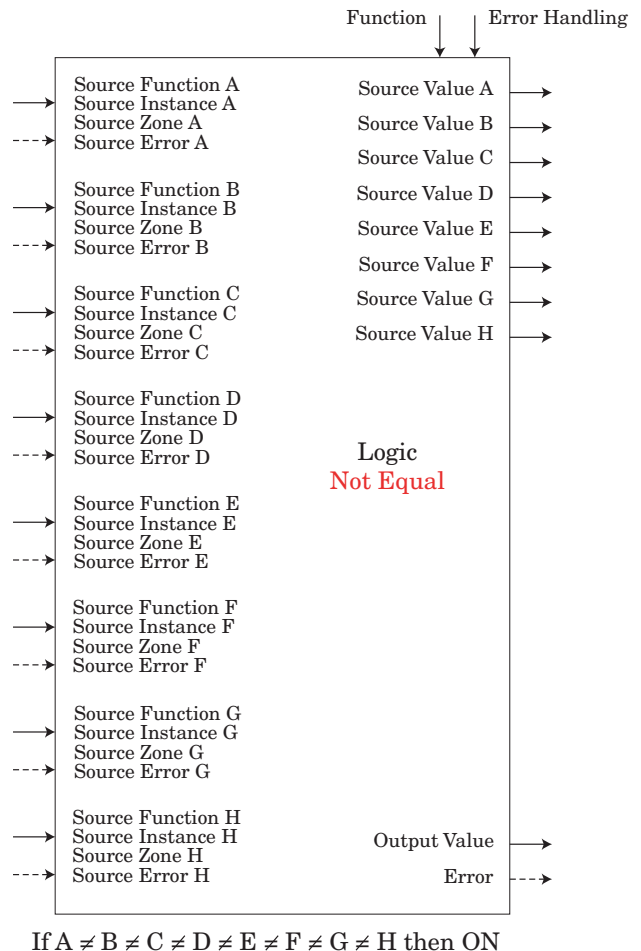 Function
Error Handling
Source Function A
Source Instance A
Source Zone A
Source Error A
Source Function B
Source Instance B
Source Zone B
Source Error B
Source Function C
Source Instance C
Source Zone C
Source Error C
Source Function D
Source Instance D
Source Zone D
Source Error D
Source Function E
Source Instance E
Source Zone E
Source Error E
Source Function F
Source Instance F
Source Zone F
Source Error F
Source Function G
Source Instance G
Source Zone G
Source Error G
Source Function H
Source Instance H
Source Zone H
Source Error H
Source Value A
Source Value B
Source Value C
Source Value D
Source Value E
Source Value F
Source Value G
Source Value H
Logic
Not Equal
Output Value
Error
If A ≠ B ≠ C ≠ D ≠ E ≠ F ≠ G ≠ H then ON